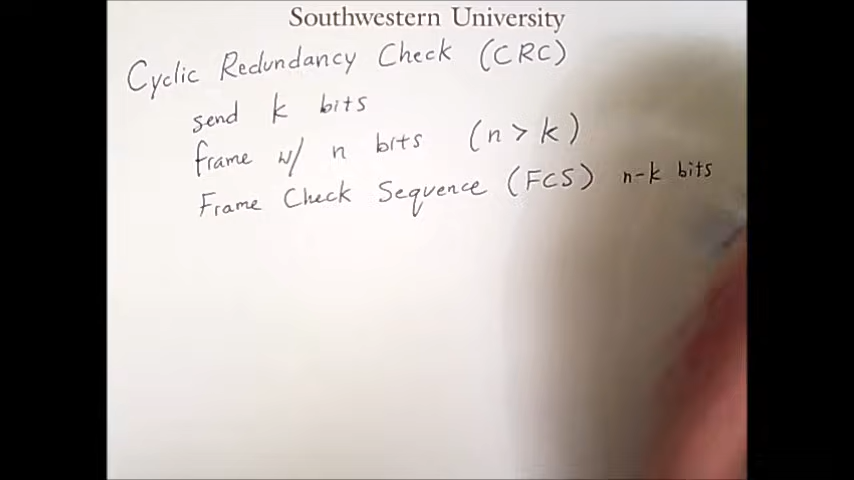 Southwestern University
Cyclic Redundancy Check (CRC)
send k bits
frame w/ n bits (n > k)
Frame Check Sequence (FCS) n-k bits